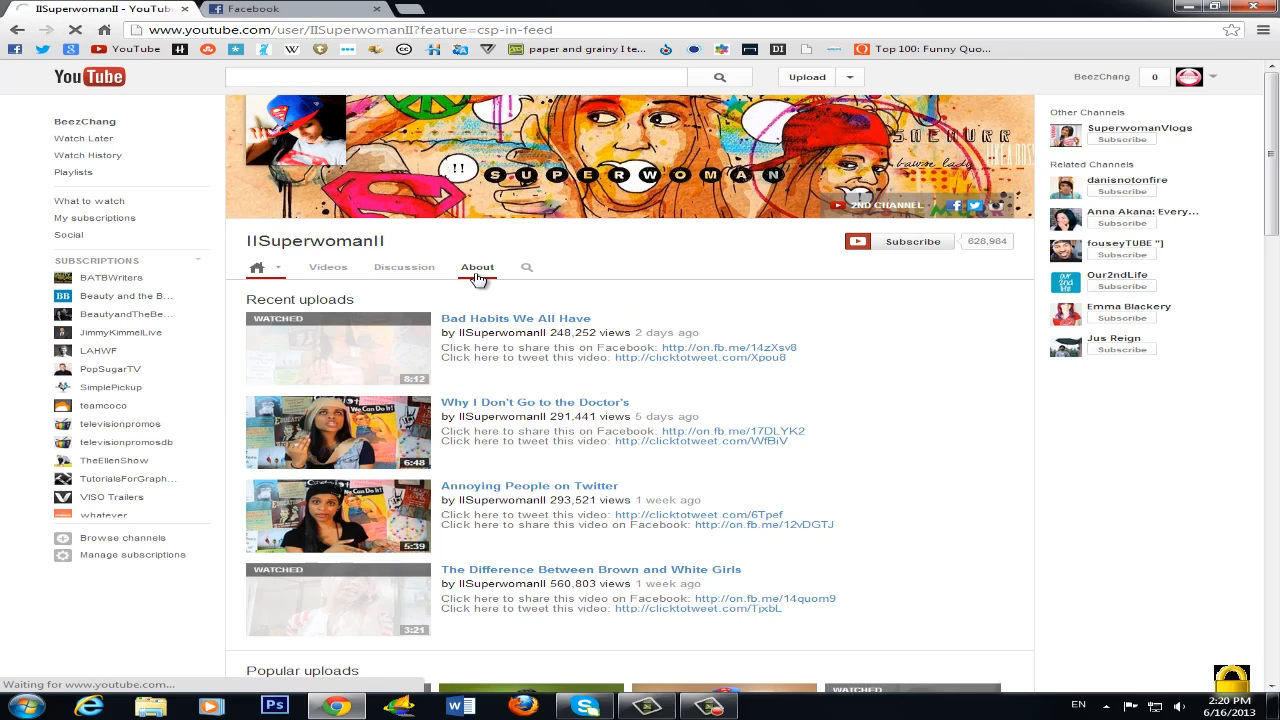 IISuperwomanII - YouTub
Facebook
www.youtube.com/user/IISuperwomanII?feature=csp-in-feed
YouTube
paper and grainy I te...
DI
Top 100: Funny Quo...
YouTube
Upload
BeezChang
0
BeezChang
Watch Later
Watch History
Playlists
What to watch
My subscriptions
Social
SUBSCRIPTIONS
BATBWriters
Beauty and the B...
BeautyandTheBe...
JimmyKimmelLive
LAHWF
PopSugarTV
SimplePickup
teamcoco
televisionpromos
televisionpromosdb
TheEllenShow
TutorialsForGraph...
VISO Trailers
whatever
Browse channels
Manage subscriptions
!! SUPERWOMAN
bawse lady
2ND CHANNEL
IISuperwomanII
Subscribe
628,984
Videos
Discussion
About
Recent uploads
WATCHED
8:12
Bad Habits We All Have
by IISuperwomanII 248,252 views 2 days ago
Click here to share this on Facebook: http://on.fb.me/14zXsv8
Click here to tweet this video: http://clicktotweet.com/Xpou8
We Can Do It!
6:48
Why I Don't Go to the Doctor's
by IISuperwomanII 291,441 views 5 days ago
Click here to share this on Facebook: http://on.fb.me/17DLYK2
Click here to tweet this video: http://clicktotweet.com/WfBiV
5:39
Annoying People on Twitter
by IISuperwomanII 293,521 views 1 week ago
Click here to tweet this video: http://clicktotweet.com/6Tpef
Click here to share this video on Facebook: http://on.fb.me/12vDGTJ
WATCHED
3:21
The Difference Between Brown and White Girls
by IISuperwomanII 560,803 views 1 week ago
Click here to share this video on Facebook: http://on.fb.me/14quom9
Click here to tweet this video: http://clicktotweet.com/TjxbL
Popular uploads
WATCHED
Other Channels
SuperwomanVlogs
Subscribe
Related Channels
danisnotonfire
Subscribe
Anna Akana: Every...
Subscribe
fouseyTUBE "]
Subscribe
our 2nd life
Our2ndLife
Subscribe
Emma Blackery
Subscribe
Jus Reign
Subscribe
Waiting for www.youtube.com...
Ps
EN
2:20 PM
6/16/2013